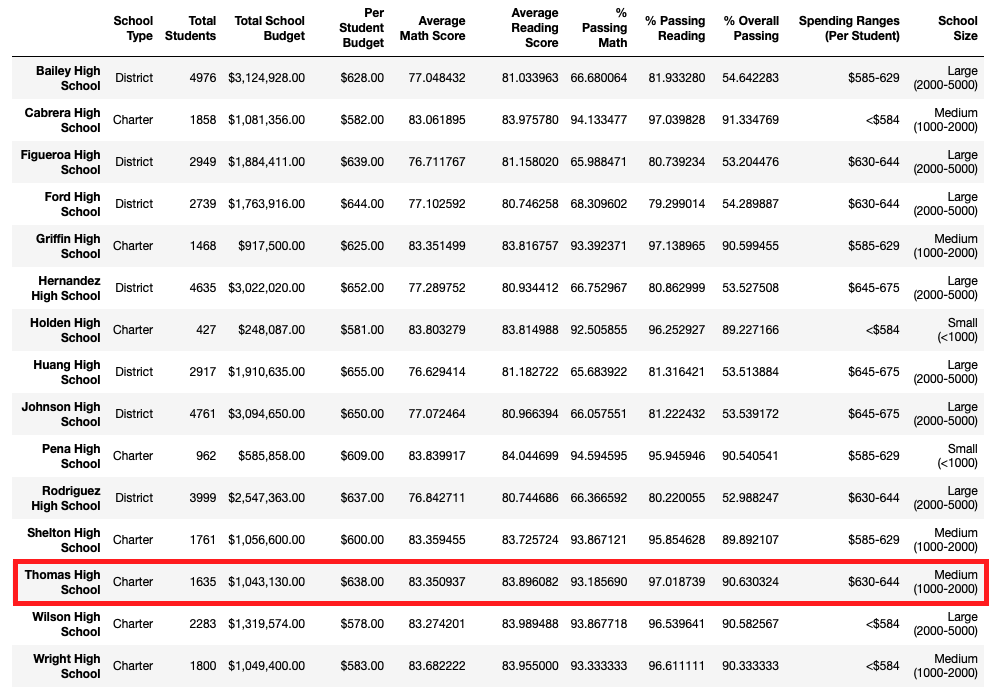 School Type Total Students Total School Budget Per Student Budget Average Math Score Average Reading Score % Passing Math % Passing Reading % Overall Passing Spending Ranges (Per Student) School Size
Bailey High School District 4976 $3,124,928.00 $628.00 77.048432 81.033963 66.680064 81.933280 54.642283 $585-629 Large (2000-5000)
Cabrera High School Charter 1858 $1,081,356.00 $582.00 83.061895 83.975780 94.133477 97.039828 91.334769 <$584 Medium (1000-2000)
Figueroa High School District 2949 $1,884,411.00 $639.00 76.711767 81.158020 65.988471 80.739234 53.204476 $630-644 Large (2000-5000)
Ford High School District 2739 $1,763,916.00 $644.00 77.102592 80.746258 68.309602 79.299014 54.289887 $630-644 Large (2000-5000)
Griffin High School Charter 1468 $917,500.00 $625.00 83.351499 83.816757 93.392371 97.138965 90.599455 $585-629 Medium (1000-2000)
Hernandez High School District 4635 $3,022,020.00 $652.00 77.289752 80.934412 66.752967 80.862999 53.527508 $645-675 Large (2000-5000)
Holden High School Charter 427 $248,087.00 $581.00 83.803279 83.814988 92.505855 96.252927 89.227166 <$584 Small (<1000)
Huang High School District 2917 $1,910,635.00 $655.00 76.629414 81.182722 65.683922 81.316421 53.513884 $645-675 Large (2000-5000)
Johnson High School District 4761 $3,094,650.00 $650.00 77.072464 80.966394 66.057551 81.222432 53.539172 $645-675 Large (2000-5000)
Pena High School Charter 962 $585,858.00 $609.00 83.839917 84.044699 94.594595 95.945946 90.540541 $585-629 Small (<1000)
Rodriguez High School District 3999 $2,547,363.00 $637.00 76.842711 80.744686 66.366592 80.220055 52.988247 $630-644 Large (2000-5000)
Shelton High School Charter 1761 $1,056,600.00 $600.00 83.359455 83.725724 93.867121 95.854628 89.892107 $585-629 Medium (1000-2000)
Thomas High School Charter 1635 $1,043,130.00 $638.00 83.350937 83.896082 93.185690 97.018739 90.630324 $630-644 Medium (1000-2000)
Wilson High School Charter 2283 $1,319,574.00 $578.00 83.274201 83.989488 93.867718 96.539641 90.582567 <$584 Large (2000-5000)
Wright High School Charter 1800 $1,049,400.00 $583.00 83.682222 83.955000 93.333333 96.611111 90.333333 <$584 Medium (1000-2000)